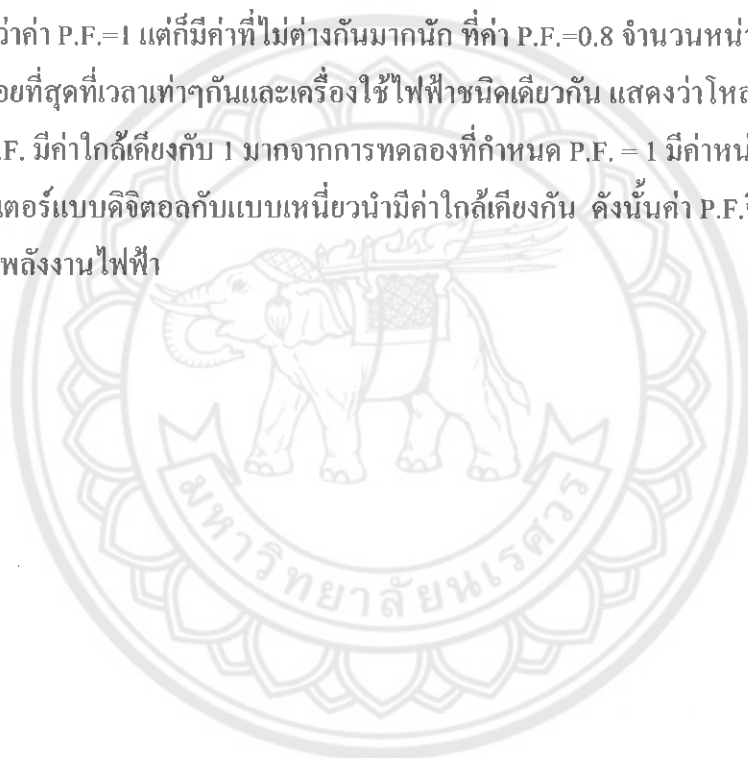 ว่าค่า P.F.=1 แต่ก็มีค่าที่ไม่ต่างกันมากนัก ที่ค่า P.F.=0.8 จำนวนหน่
อยที่สุดที่เวลาเท่าๆกันและเครื่องใช้ไฟฟ้าชนิดเดียวกัน แสดงว่าโหล
.F. มีค่าใกล้เคียงกับ 1 มากจากการทดลองที่กำหนด P.F. = 1 มีค่าหน่
เตอร์แบบดิจิตอลกับแบบเหนี่ยวนำมีค่าใกล้เคียงกัน ดังนั้นค่า P.F.
พลังงานไฟฟ้า
มหาวิทยาลัยนเรศวร